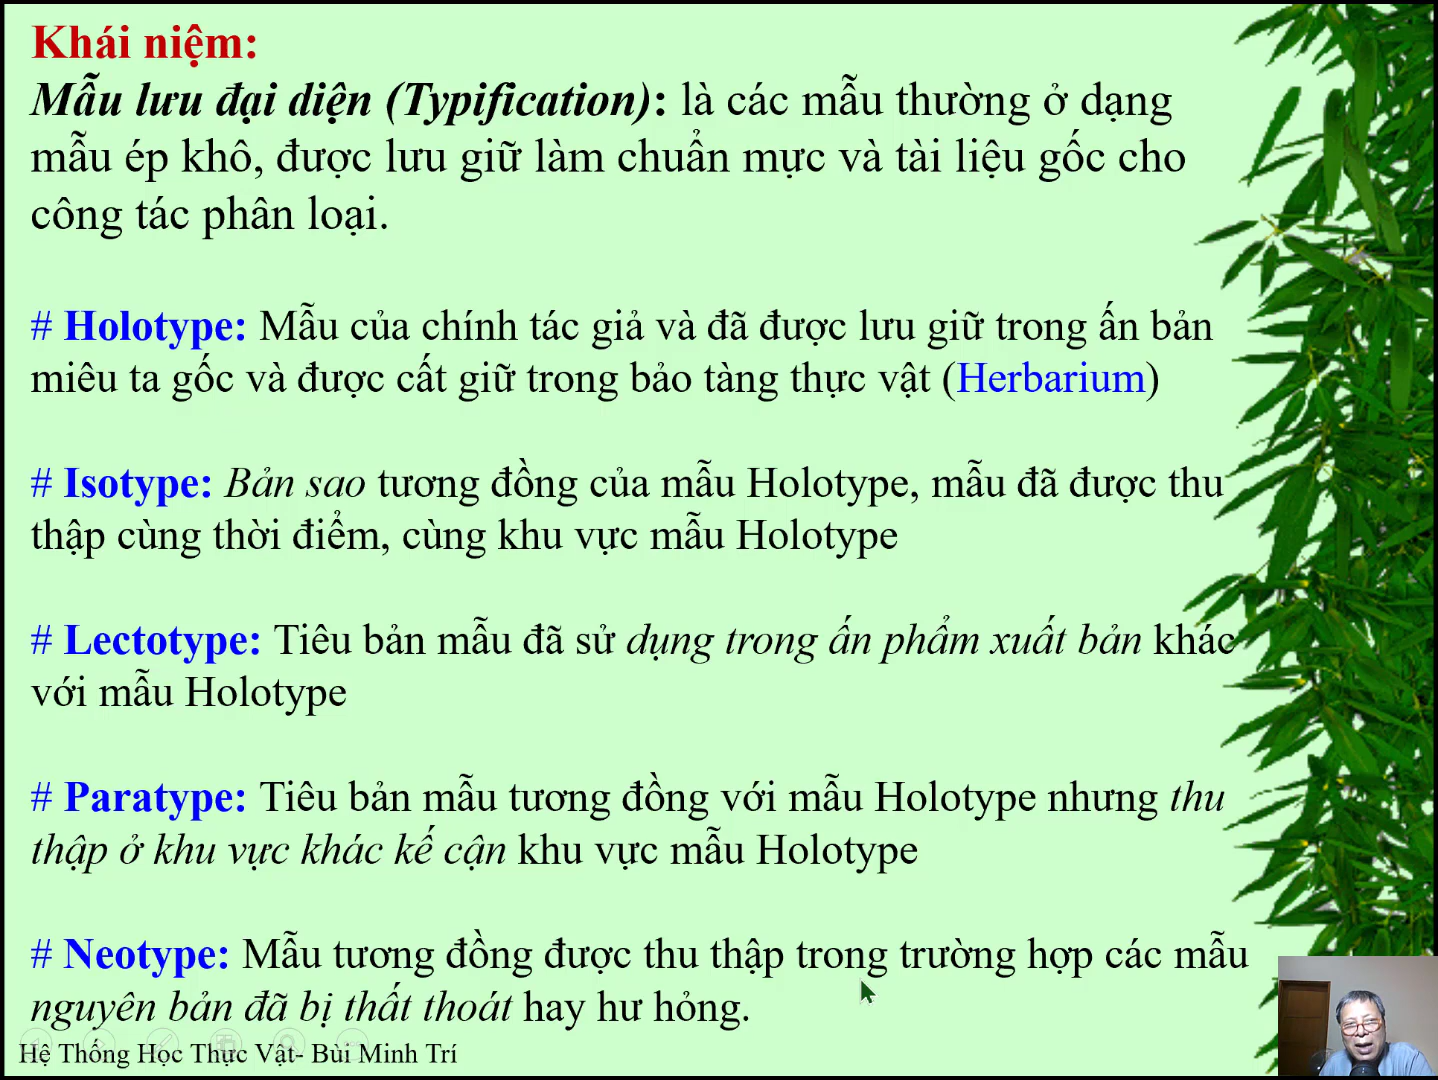 Khái niệm:
Mẫu lưu đại diện (Typification): là các mẫu thường ở dạng
mẫu ép khô, được lưu giữ làm chuẩn mực và tài liệu gốc cho
công tác phân loại.
# Holotype: Mẫu của chính tác giả và đã được lưu giữ trong ấn bản
miêu ta gốc và được cất giữ trong bảo tàng thực vật (Herbarium)
# Isotype: Bản sao tương đồng của mẫu Holotype, mẫu đã được thu
thập cùng thời điểm, cùng khu vực mẫu Holotype
# Lectotype: Tiêu bản mẫu đã sử dụng trong ấn phẩm xuất bản khác
với mẫu Holotype
# Paratype: Tiêu bản mẫu tương đồng với mẫu Holotype nhưng thu
thập ở khu vực khác kế cận khu vực mẫu Holotype
# Neotype: Mẫu tương đồng được thu thập trong trường hợp các mẫu
nguyên bản đã bị thất thoát hay hư hỏng.
Hệ Thống Học Thực Vật- Bùi Minh Trí